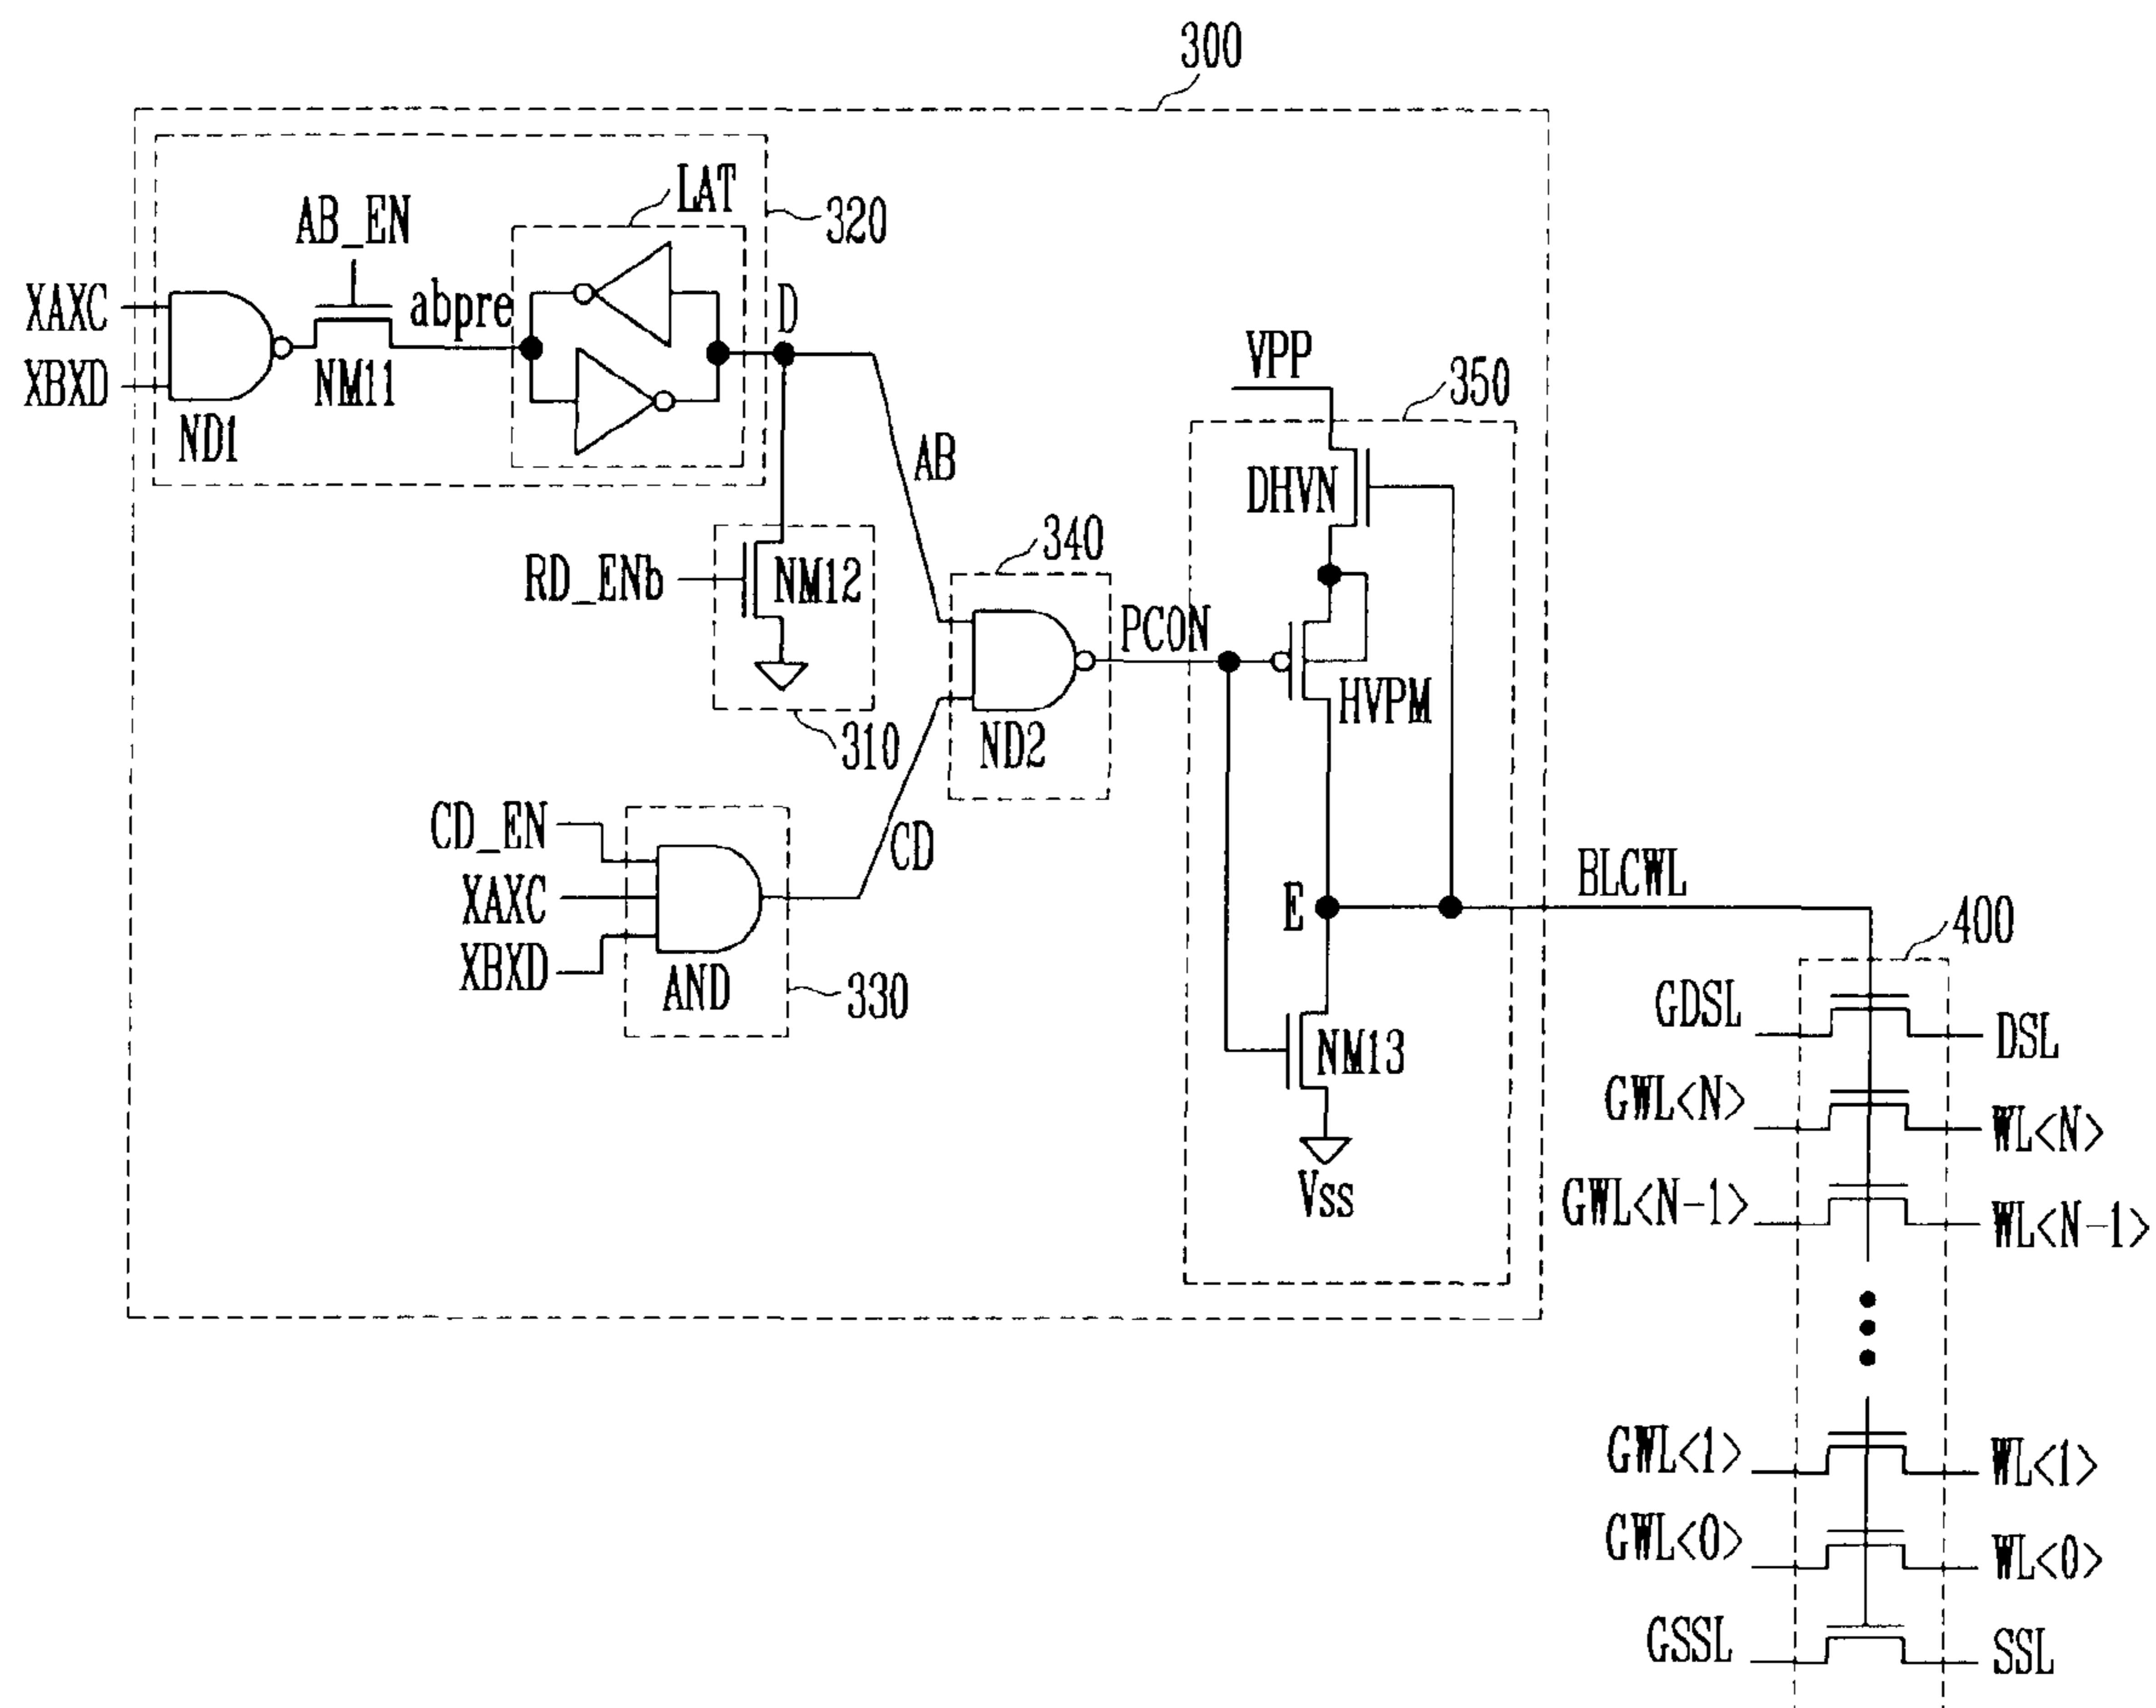 300
LAT
320
AB_EN
abpre
D
XAXC
XBXD
NM11
ND1
VPP
350
AB
DHVN
340
RD_ENb
NM12
PCON
HVPM
310
ND2
CD_EN
XAXC
XBXD
AND
330
CD
E
BLCWL
400
NM13
Vss
GDSL
DSL
GWL<N>
WL<N>
GWL<N-1>
WL<N-1>
GWL<1>
WL<1>
GWL<0>
WL<0>
GSSL
SSL